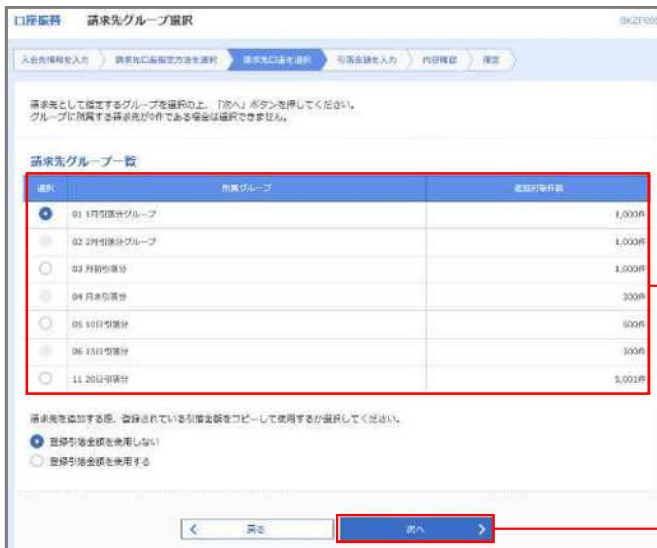 口座振替 請求先グループ選択
入金先情報を入力 請求先口座指定方法を選択 請求先口座を選択 引落金額を入力 内容確認 確定
請求先として指定するグループを選択の上、「次へ」ボタンを押してください。
グループに所属する請求先が0件である場合は選択できません。
請求先グループ一覧
選択 所属グループ 追加対象件数
01 1月引落分グループ 1,000件
02 2月引落分グループ 1,000件
03 月初引落分 1,000件
04 月末引落分 300件
05 10日引落分
06 15日引落分 300件
11 20日引落分 5,001件
請求先を追加する際、登録されている引落金額をコピーして使用するか選択してください。
登録引落金額を使用しない
登録引落金額を使用する
戻る 次へ